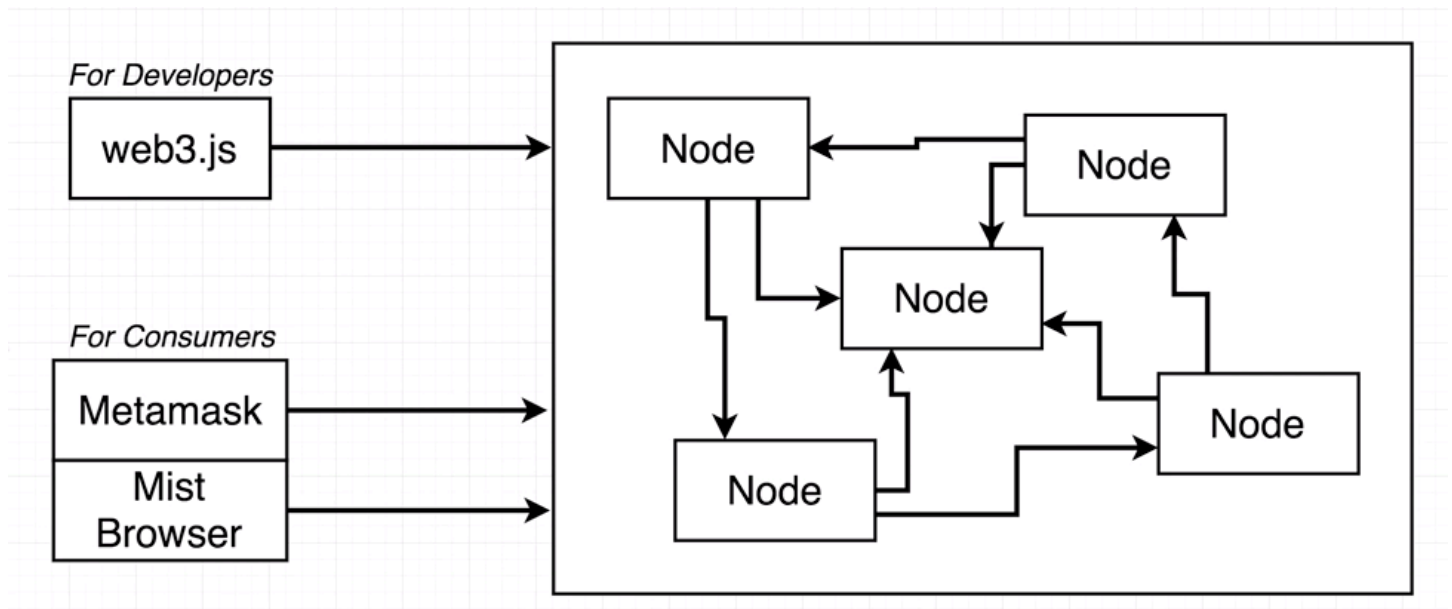 For Developers
web3.js
For Consumers
Metamask
Mist
Browser
Node
Node
Node
Node
Node